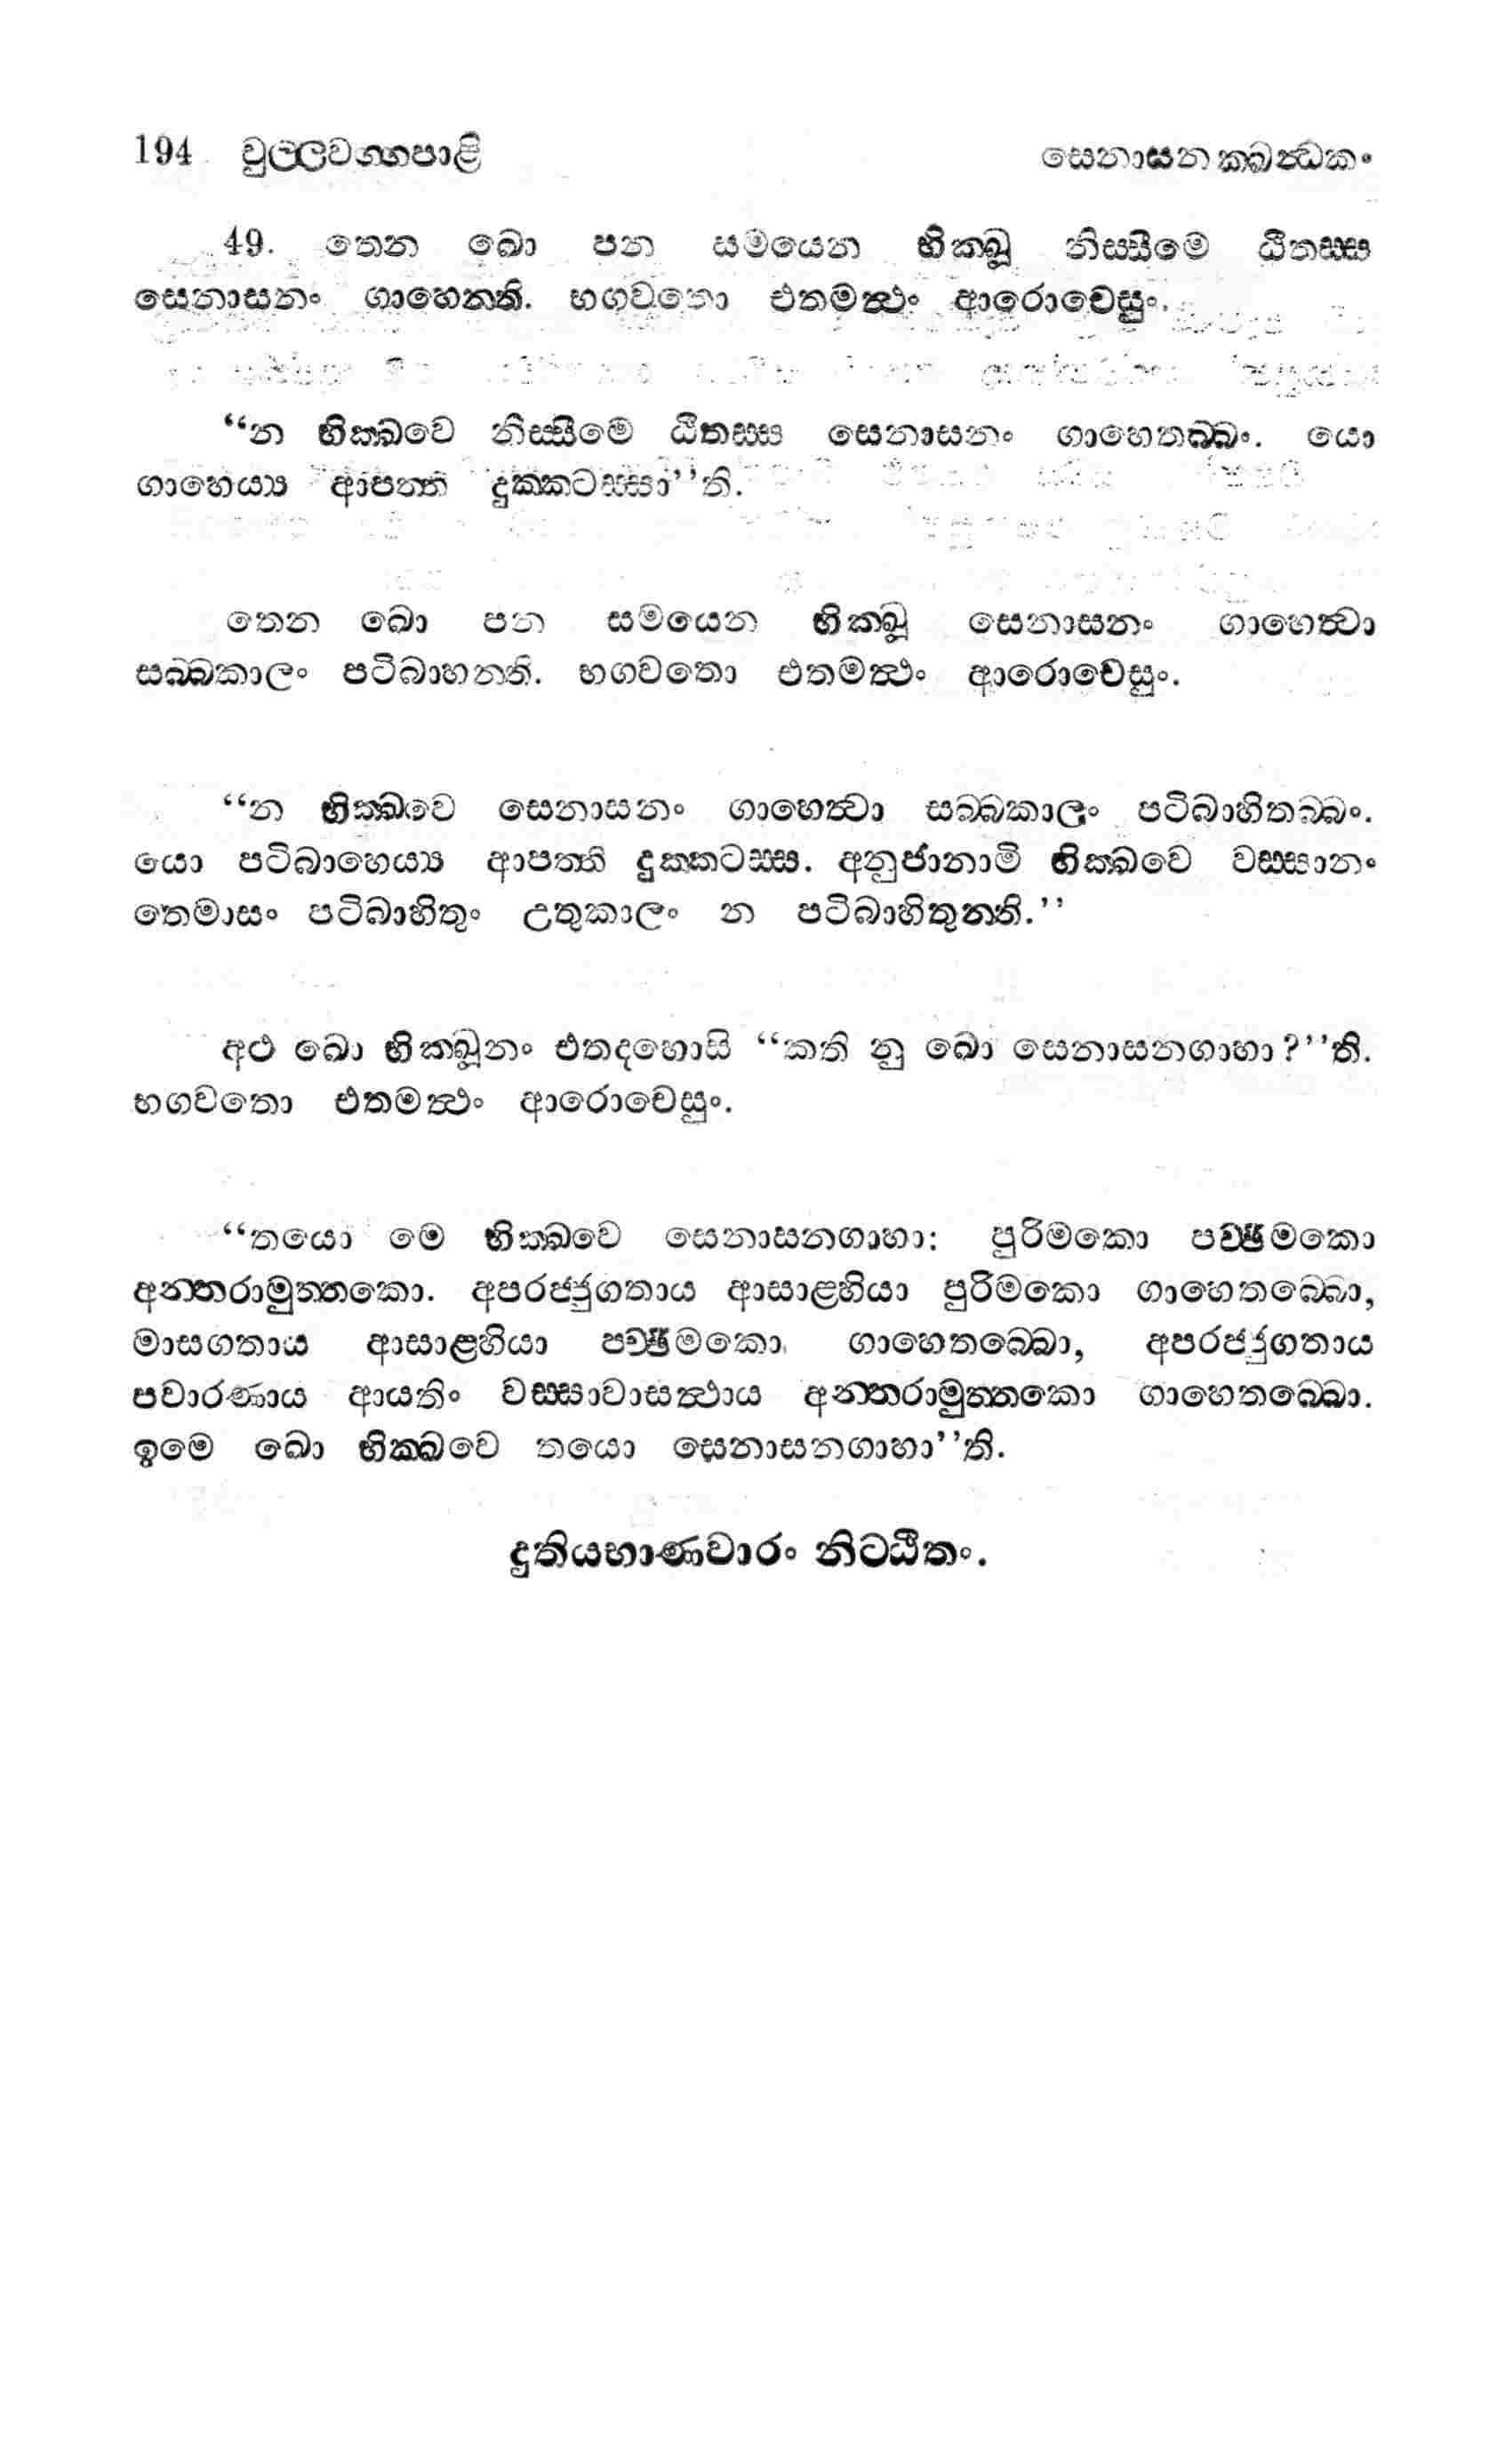 194 චුල්ලවග්ගපාළි සෙනාසනක්ඛන්ධකං
49. තෙන ඛො පන සමයෙන භික්ඛූ නිස්සීමෙ ඨිතස්ස
සෙනාසනං ගාහෙන්ති. භගවතො එතමත්ථං ආරොචෙසුං.
“න භික්ඛවෙ නිස්සීමෙ ඨිතස්ස සෙනාසනං ගාහෙතබ්බං. යො
ගාහෙය්‍ය ආපත්ති දුක්කටස්සා’’ති.
තෙන ඛො පන සමයෙන භික්ඛූ සෙනාසනං ගාහෙත්‍වා
සබ්බකාලං පටිබාහන්ති. භගවතො එතමත්ථං ආරොචෙසුං.
“න භික්ඛවෙ සෙනාසනං ගාහෙත්‍වා සබ්බකාලං පටිබාහිතබ්බං.
යො පටිබාහෙය්‍ය ආපත්ති දුක්කටස්ස. අනුජානාමි භික්ඛවෙ වස්සානං
තෙමාසං පටිබාහිතුං උතුකාලං න පටිබාහිතුන්ති.’’
අථ ඛො භික්ඛූනං එතදහොසි “කති නු ඛො සෙනාසනගාහා?’’ති.
භගවතො එතමත්ථං ආරොචෙසුං.
“තයො මෙ භික්ඛවෙ සෙනාසනගාහා: පුරිමකො පච්ඡිමකො
අන්තරාමුත්තකො. අපරජ්ජුගතාය ආසාළ්හියා පුරිමකො ගාහෙතබ්බො,
මාසගතාය ආසාළ්හියා පච්ඡිමකො ගාහෙතබ්බො, අපරජ්ජුගතාය
පවාරණාය ආයතිං වස්සාවාසත්ථාය අන්තරාමුත්තකො ගාහෙතබ්බො.
ඉමෙ ඛො භික්ඛවෙ තයො සෙනාසනගාහා’’ති.
දුතියභාණවාරං නිට්ඨිතං.